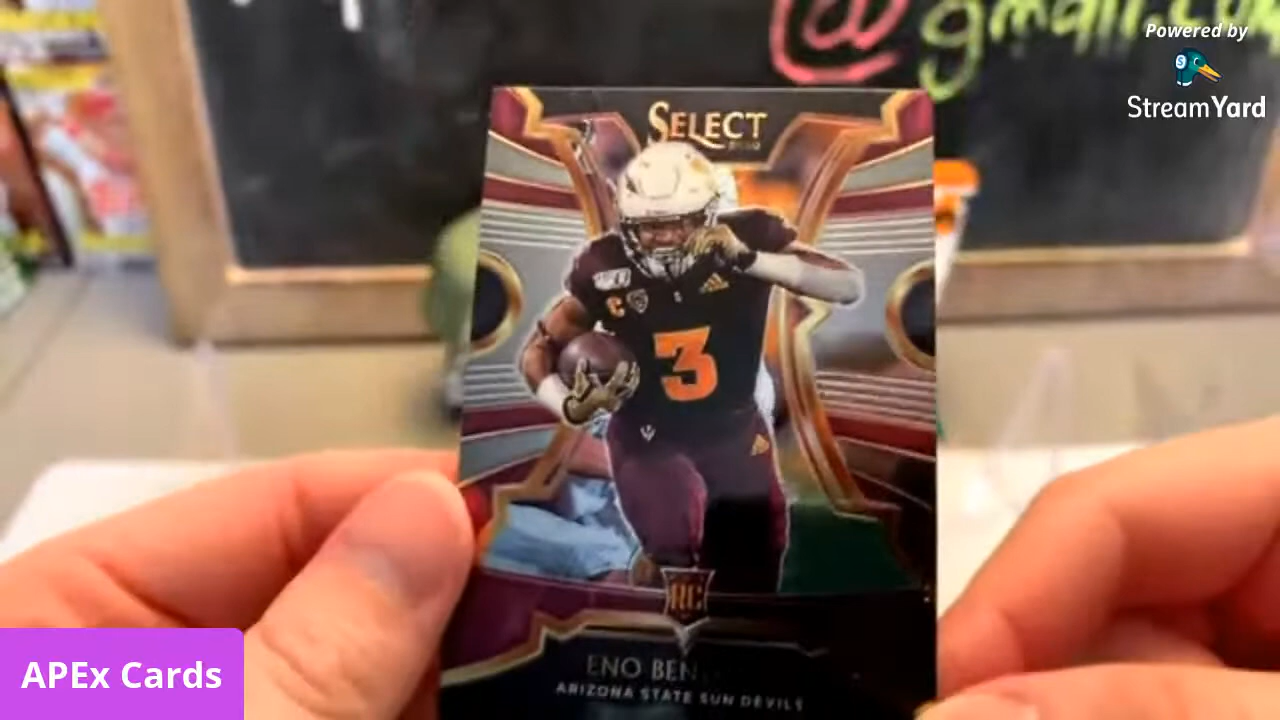 @gmail.co
Powered by
StreamYard
SELECT
3
RC
ENO BEN
ARIZONA STATE SUN DEVILS
APEx Cards